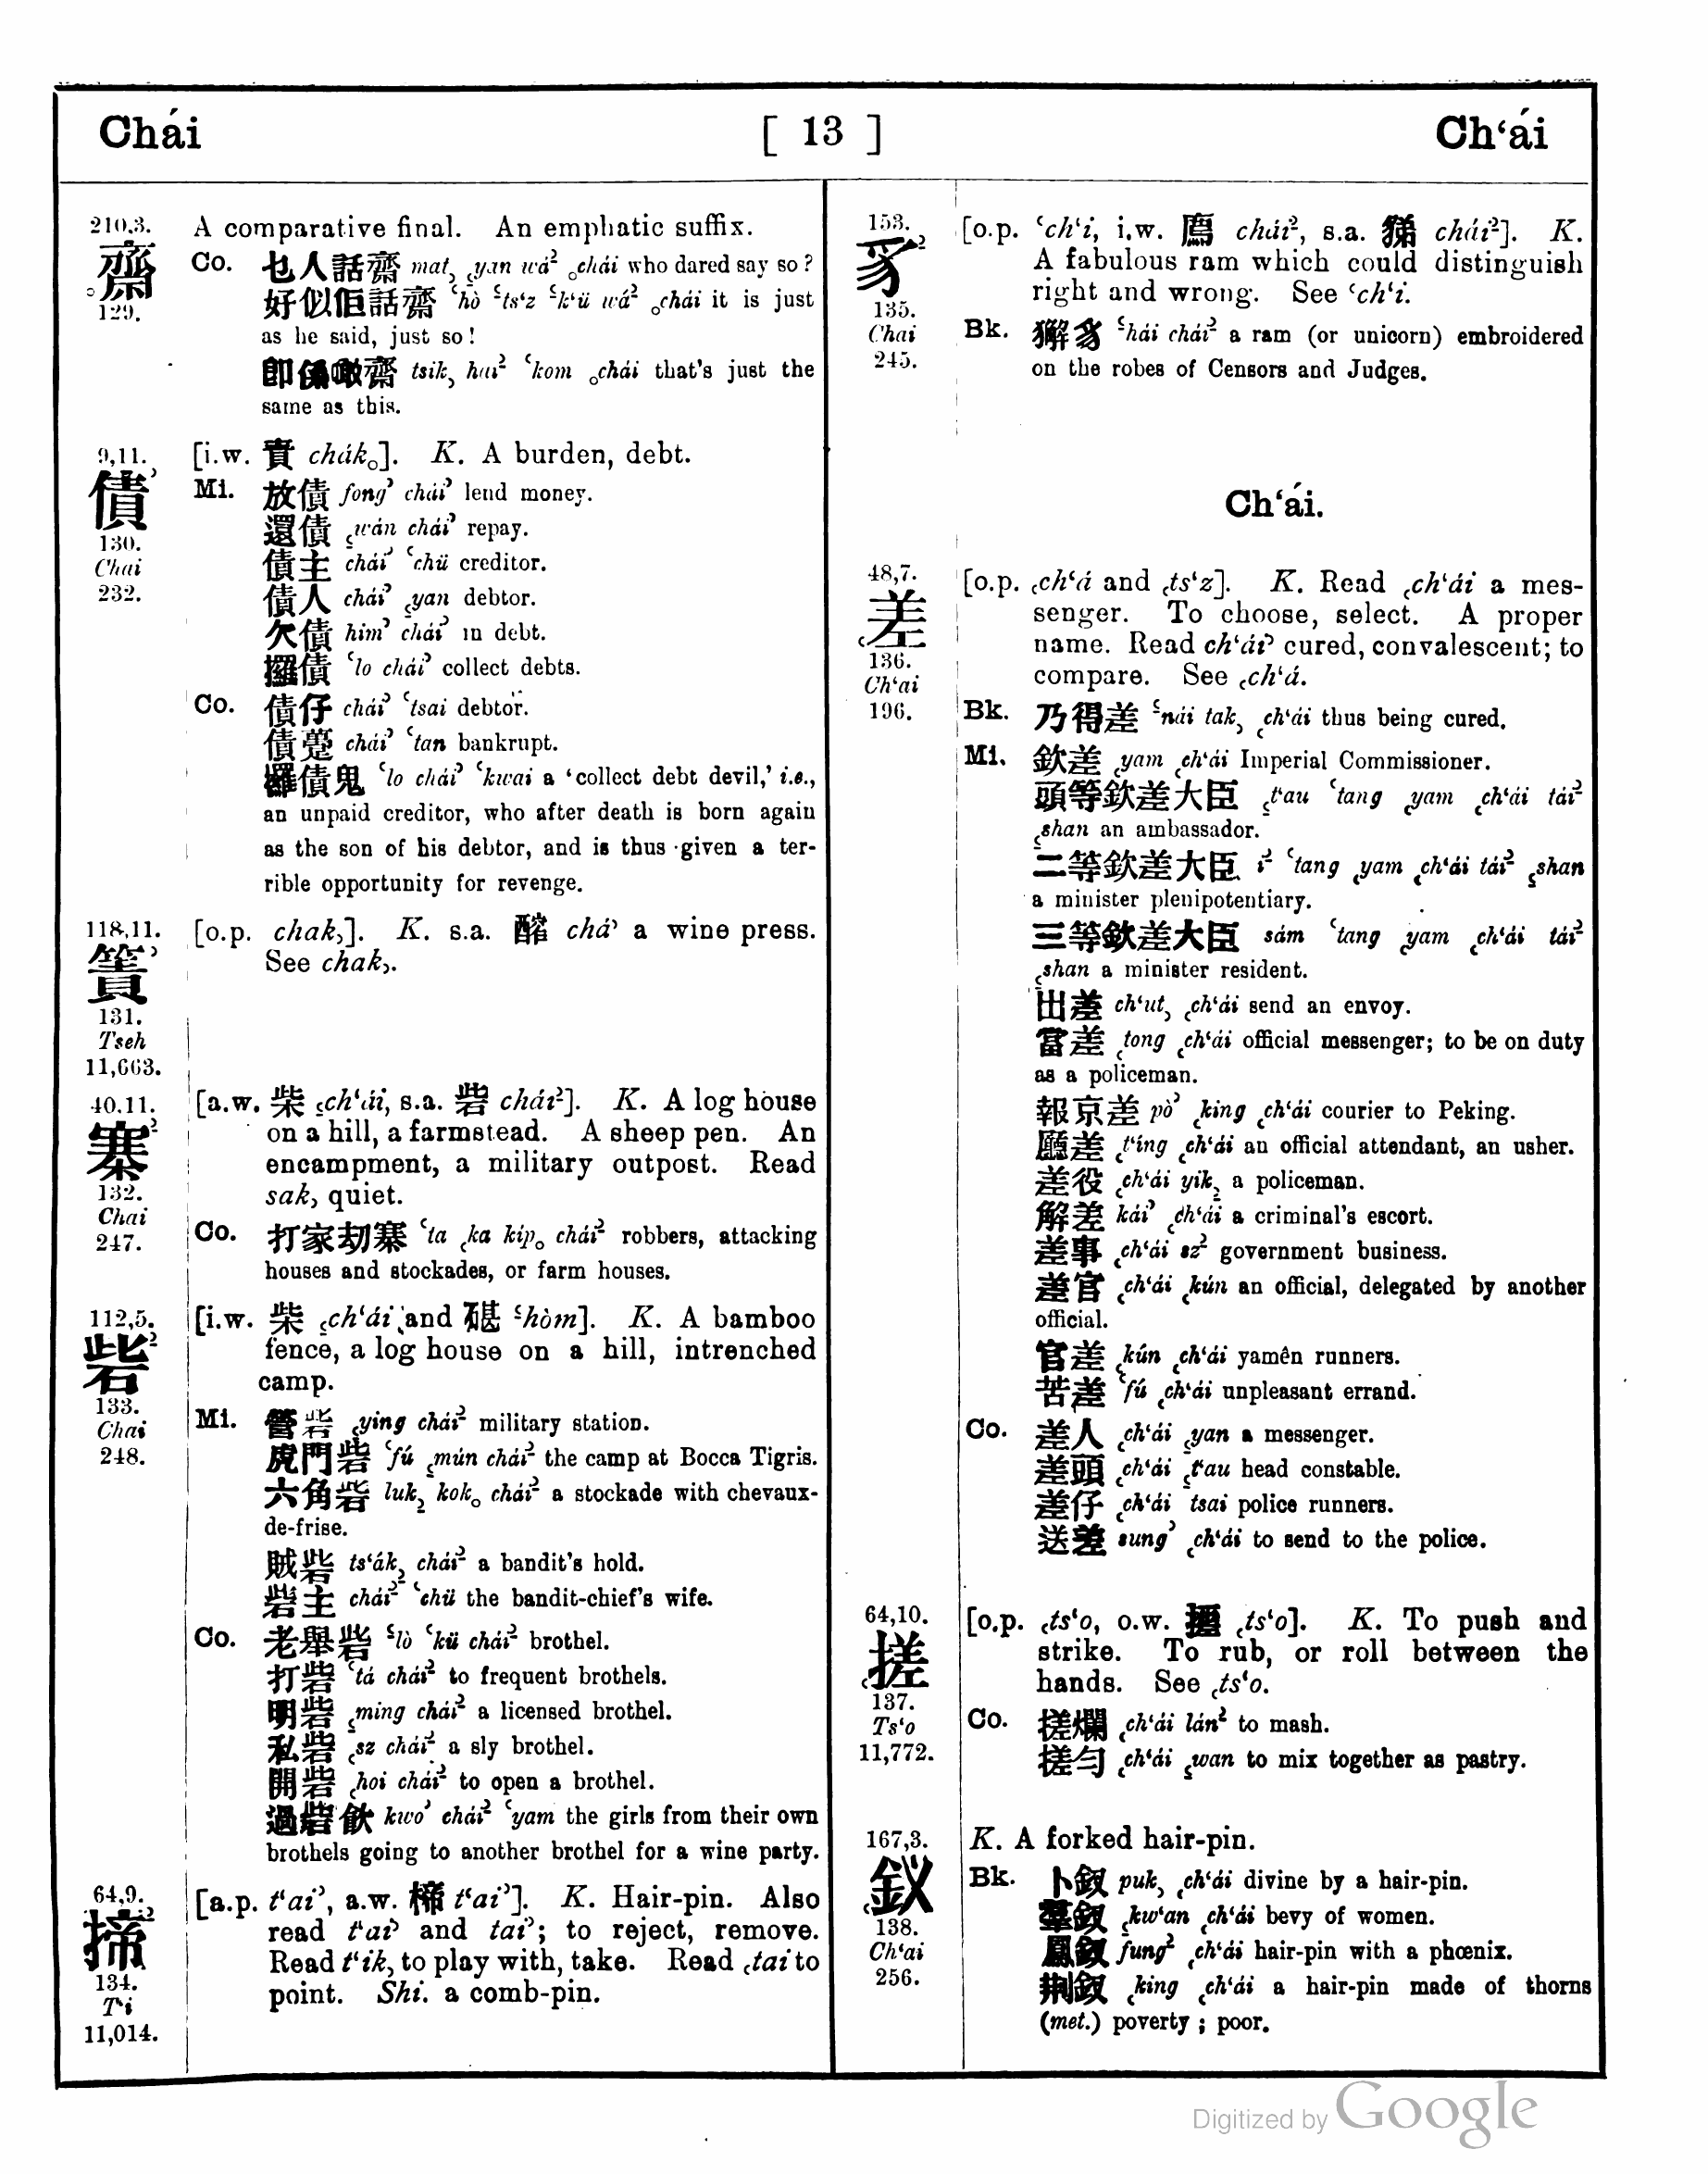 Chái [ 13 ] Ch‘ái
210,3.
齋
129.
A comparative final. An emphatic suffix.
Co. 乜人話齋 mat, yan wá² chái who dared say so?
好似佢話齋 ‘hò ‘ts‘z ‘k‘ü wá² chái it is just
as he said, just so!
即係噉齋 tsik, hai² ‘kom chái that's just the
same as this.
9,11.
債
130.
Chai
232.
[i.w. 責 chák]. K. A burden, debt.
Mi. 放債 fong’ chái’ lend money.
還債 wán chái’ repay.
債主 chái’ ‘chü creditor.
債人 chái’ yan debtor.
欠債 him’ chái’ in debt.
攞債 ‘lo chái’ collect debts.
Co. 債仔 chái’ ‘tsai debtor.
債躉 chái’ ‘tan bankrupt.
攞債鬼 ‘lo chái’ ‘kwai a ‘collect debt devil,’ i.e.,
an unpaid creditor, who after death is born again
as the son of his debtor, and is thus given a ter-
rible opportunity for revenge.
118,11.
簀
131.
Tseh
11,663.
[o.p. chak,]. K. s.a. 醡 chá’ a wine press.
See chak,.
40,11.
寨
132.
Chai
247.
[a.w. 柴 ch‘ái, s.a. 砦 chái²]. K. A log house
on a hill, a farmstead. A sheep pen. An
encampment, a military outpost. Read
sak, quiet.
Co. 打家刧寨 ‘ta ka kíp chái² robbers, attacking
houses and stockades, or farm houses.
112,5.
砦
133.
Chai
248.
[i.w. 柴 ch‘ái and 磡 ‘hòm]. K. A bamboo
fence, a log house on a hill, intrenched
camp.
Mi. 營砦 ying chái² military station.
虎門砦 ‘fú mún chái² the camp at Bocca Tigris.
六角砦 luk, kok chái² a stockade with chevaux-
de-frise.
賊砦 ts‘ák, chái² a bandit's hold.
砦主 chái² ‘chü the bandit-chief's wife.
Co. 老舉砦 ‘lò ‘kü chái² brothel.
打砦 ‘tá chái² to frequent brothels.
明砦 ming chái² a licensed brothel.
私砦 sz chái² a sly brothel.
開砦 hoi chái² to open a brothel.
過砦飲 kwo’ chái² ‘yam the girls from their own
brothels going to another brothel for a wine party.
64,9.
揥
134.
T‘i
11,014.
[a.p. t‘ai’, a.w. 楴 t‘ai’]. K. Hair-pin. Also
read t‘ai’ and tai’; to reject, remove.
Read t‘ik, to play with, take. Read tai to
point. Shi. a comb-pin.
153.
豸
135.
Chai
245.
[o.p. ‘ch‘i, i.w. 廌 chái², s.a. chái²]. K.
A fabulous ram which could distinguish
right and wrong. See ‘ch‘i.
Bk. 獬豸 ‘hái chái² a ram (or unicorn) embroidered
on the robes of Censors and Judges.
Ch‘ái.
48,7.
差
136.
Ch‘ai
196.
[o.p. ch‘á and ts‘z]. K. Read ch‘ái a mes-
senger. To choose, select. A proper
name. Read ch‘ái’ cured, convalescent; to
compare. See ch‘á.
Bk. 乃得差 ‘nái tak, ch‘ái thus being cured.
Mi. 欽差 yam ch‘ái Imperial Commissioner.
頭等欽差大臣 t‘au ‘tang yam ch‘ái tái²
shan an ambassador.
二等欽差大臣 i² ‘tang yam ch‘ái tái² shan
a minister plenipotentiary.
三等欽差大臣 sám ‘tang yam ch‘ái tái²
shan a minister resident.
出差 ch‘ut, ch‘ái send an envoy.
當差 tong ch‘ái official messenger; to be on duty
as a policeman.
報京差 pò’ king ch‘ái courier to Peking.
廳差 t‘ing ch‘ái an official attendant, an usher.
差役 ch‘ái yik, a policeman.
解差 kái’ ch‘ái a criminal's escort.
差事 ch‘ái sz² government business.
差官 ch‘ái kún an official, delegated by another
official.
官差 kún ch‘ái yamên runners.
苦差 ‘fú ch‘ái unpleasant errand.
Co. 差人 ch‘ái yan a messenger.
差頭 ch‘ái t‘au head constable.
差仔 ch‘ái ‘tsai police runners.
送差 sung’ ch‘ái to send to the police.
64,10.
搓
137.
Ts‘o
11,772.
[o.p. ts‘o, o.w. ts‘o]. K. To push and
strike. To rub, or roll between the
hands. See ts‘o.
Co. 搓爛 ch‘ái lán² to mash.
搓匀 ch‘ái wan to mix together as pastry.
167,3.
釵
138.
Ch‘ai
256.
K. A forked hair-pin.
Bk. 卜釵 puk, ch‘ái divine by a hair-pin.
羣釵 kw‘an ch‘ái bevy of women.
鳳釵 fung² ch‘ái hair-pin with a phœnix.
荆釵 king ch‘ái a hair-pin made of thorns
(met.) poverty; poor.
Digitized by Google